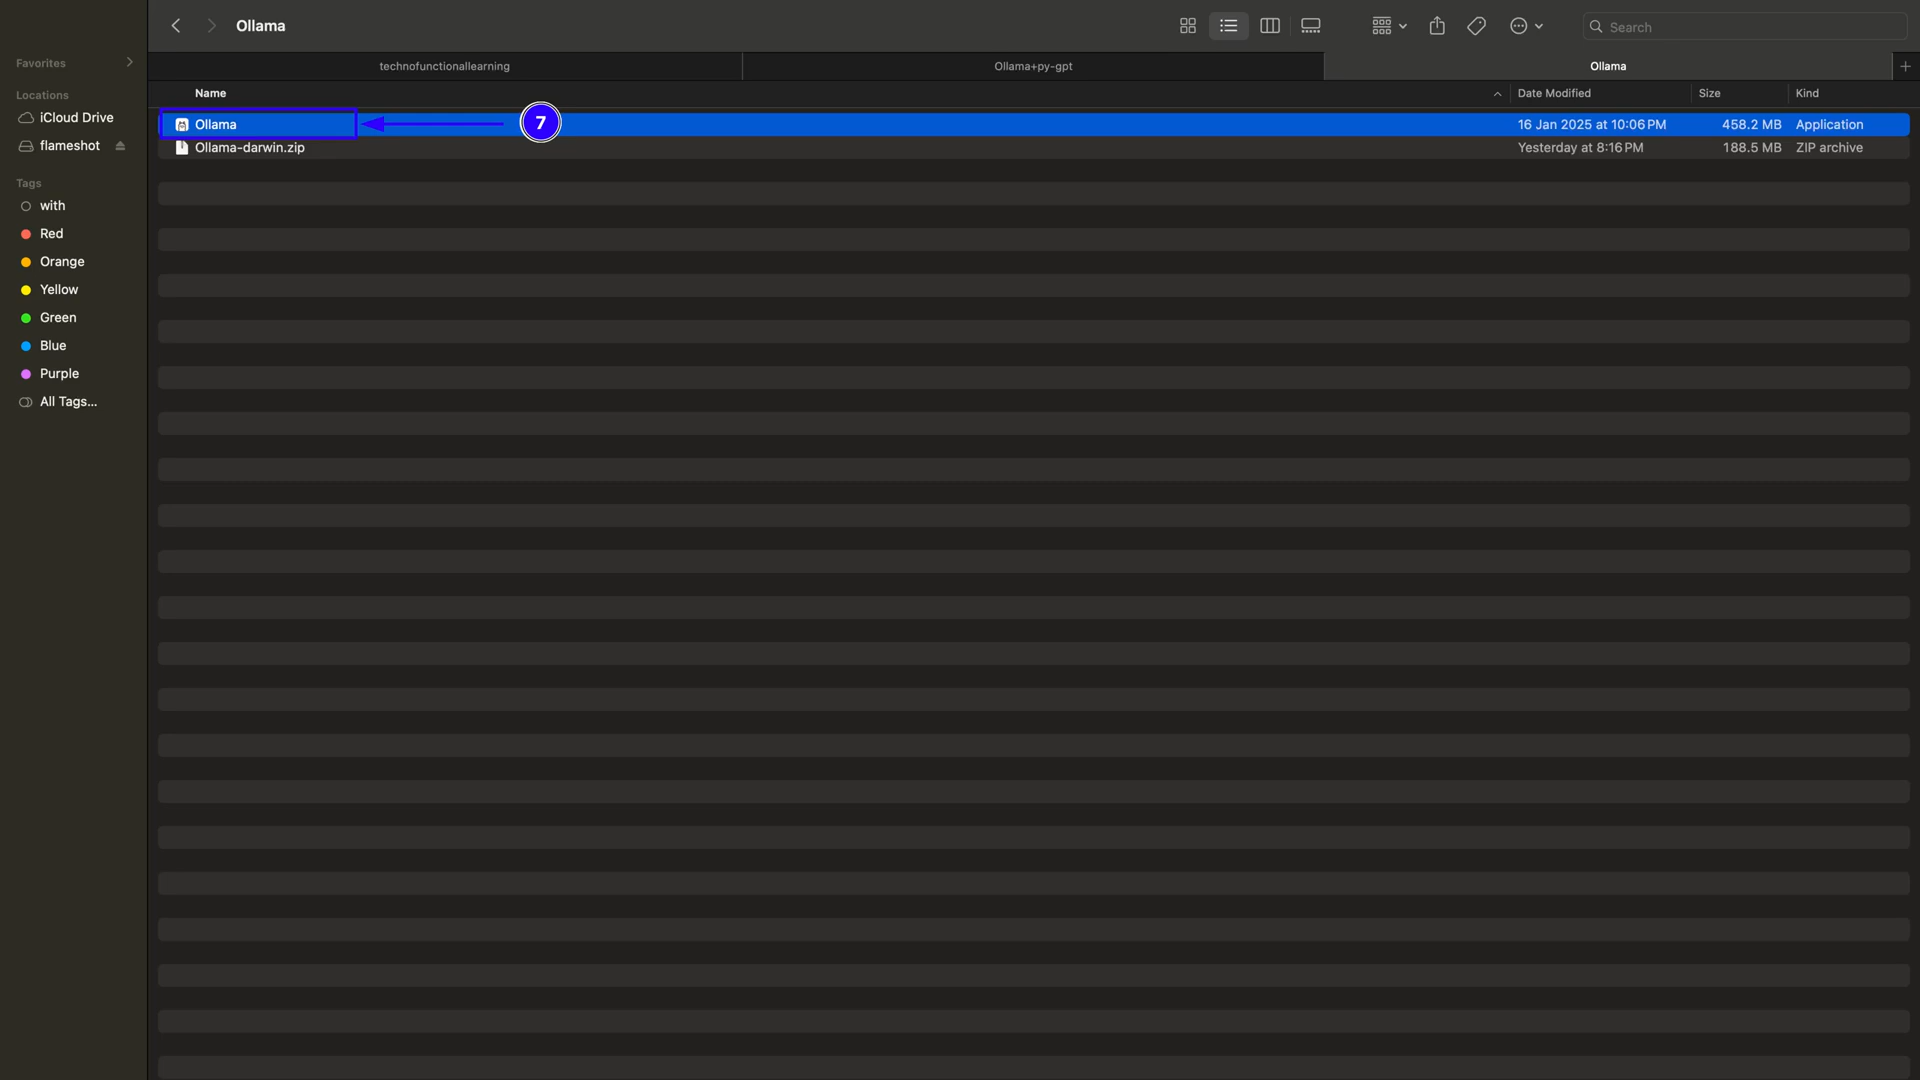 Ollama
Search
technofunctionallearning
Ollama+py-gpt
Ollama
Name
Date Modified
Size
Kind
Ollama
7
16 Jan 2025 at 10:06 PM
458.2 MB
Application
Ollama-darwin.zip
Yesterday at 8:16 PM
188.5 MB
ZIP archive
Favorites
Locations
iCloud Drive
flameshot
Tags
with
Red
Orange
Yellow
Green
Blue
Purple
All Tags...